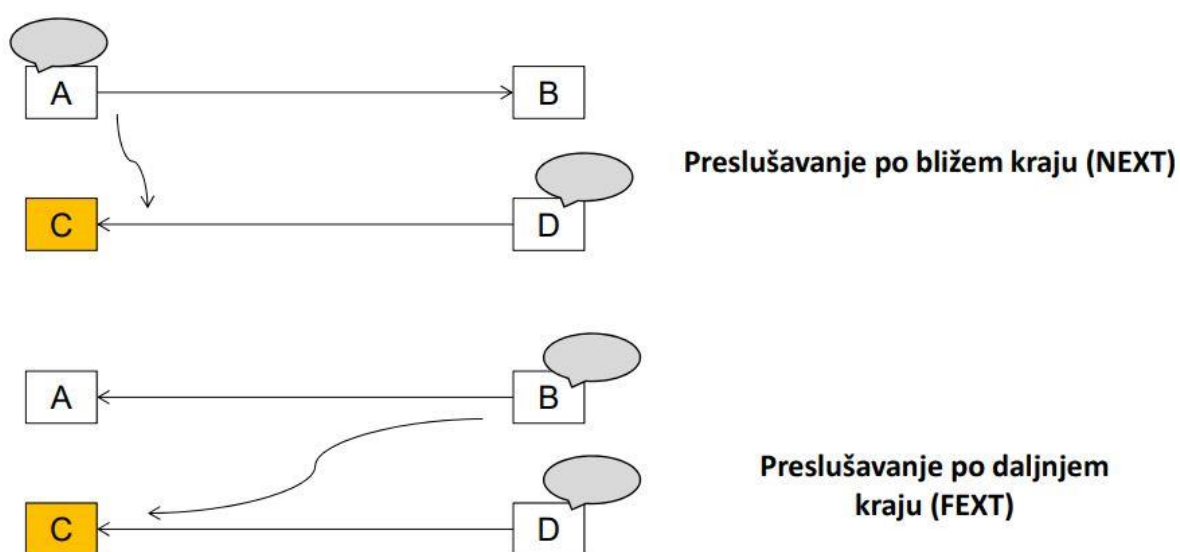 A
B
Preslušavanje po bližem kraju (NEXT)
C
D
A
B
Preslušavanje po daljnjem
kraju (FEXT)
C
D